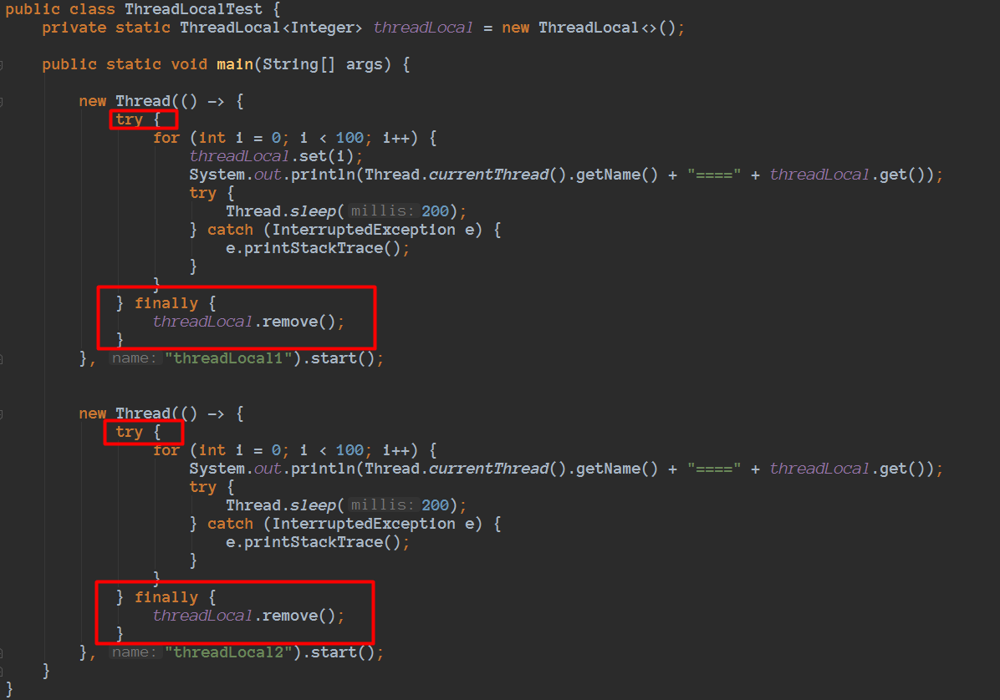 public class ThreadLocalTest {
    private static ThreadLocal<Integer> threadLocal = new ThreadLocal<>();
    public static void main(String[] args) {
        new Thread(() -> {
            try {
                for (int i = 0; i < 100; i++) {
                    threadLocal.set(i);
                    System.out.println(Thread.currentThread().getName() + "====" + threadLocal.get());
                    try {
                        Thread.sleep( millis: 200);
                    } catch (InterruptedException e) {
                        e.printStackTrace();
                    }
                }
            } finally {
                threadLocal.remove();
            }
        }, name: "threadLocal1").start();
        new Thread(() -> {
            try {
                for (int i = 0; i < 100; i++) {
                    System.out.println(Thread.currentThread().getName() + "====" + threadLocal.get());
                    try {
                        Thread.sleep( millis: 200);
                    } catch (InterruptedException e) {
                        e.printStackTrace();
                    }
                }
            } finally {
                threadLocal.remove();
            }
        }, name: "threadLocal2").start();
    }
}